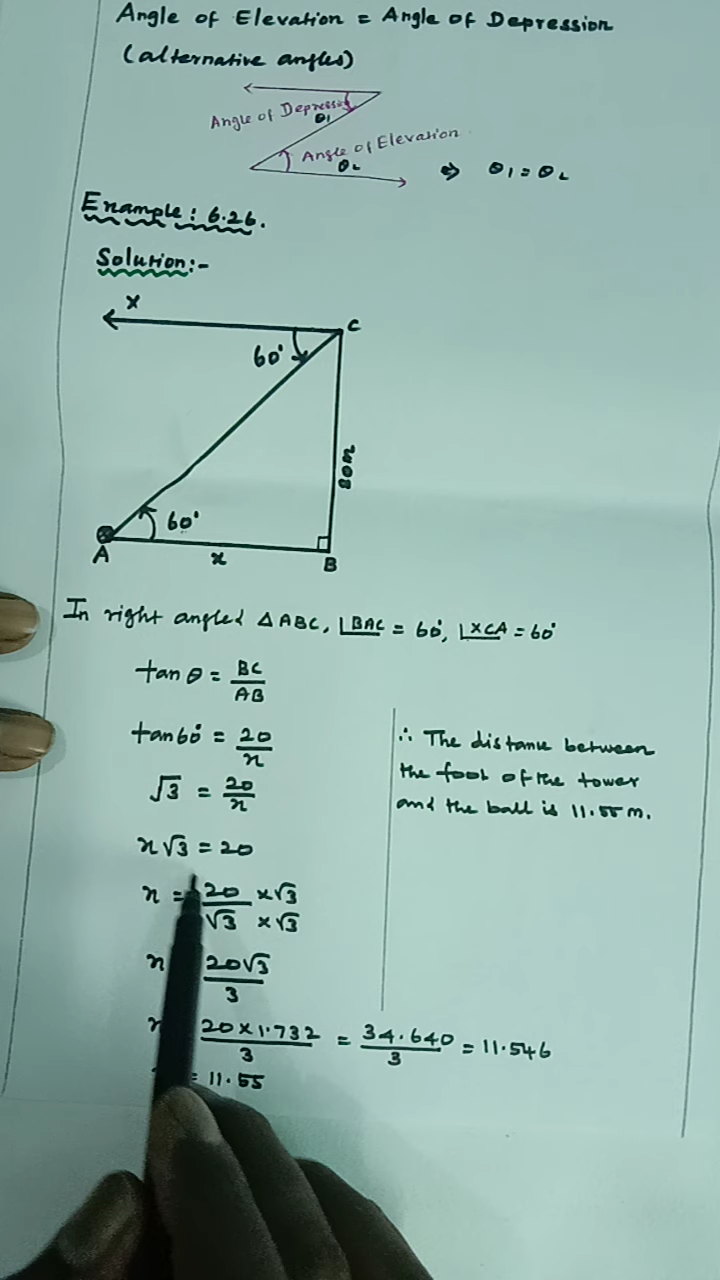 Angle of Elevation = Angle of Depression
(alternative angles)
Angle of Depression
θ1
Angle of Elevation
θ2
⇒ θ1 = θ2
Example: 6.26.
Solution:-
X
C
60°
20m
60°
A
x
B
In right angled △ABC, ∠BAC = 60°, ∠XCA = 60°
tan θ = BC/AB
tan 60° = 20/x
√3 = 20/x
x√3 = 20
x = 20/√3 × √3/√3
x 20√3/3
20×1.732/3 = 34.640/3 = 11.546
= 11.55
∴ The distance between
the foot of the tower
and the ball is 11.55 m.